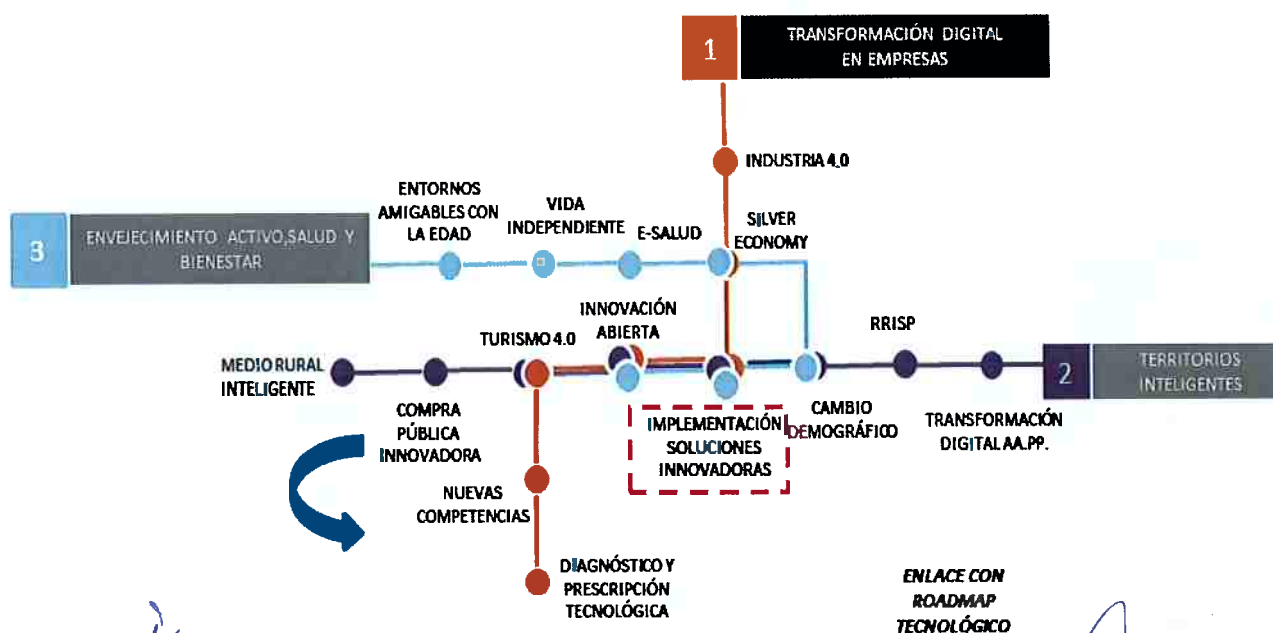 1
TRANSFORMACIÓN DIGITAL
EN EMPRESAS
INDUSTRIA 4.0
3
ENVEJECIMIENTO ACTIVO,SALUD Y
BIENESTAR
ENTORNOS
AMIGABLES CON
LA EDAD
VIDA
INDEPENDIENTE
E-SALUD
SILVER
ECONOMY
MEDIO RURAL
INTELIGENTE
COMPRA
PÚBLICA
INNOVADORA
TURISMO 4.0
INNOVACIÓN
ABIERTA
IMPLEMENTACIÓN
SOLUCIONES
INNOVADORAS
CAMBIO
DEMOGRÁFICO
RRISP
TRANSFORMACIÓN
DIGITAL AA.PP.
2
TERRITORIOS
INTELIGENTES
NUEVAS
COMPETENCIAS
DIAGNÓSTICO Y
PRESCRIPCIÓN
TECNOLÓGICA
ENLACE CON
ROADMAP
TECNOLÓGICO